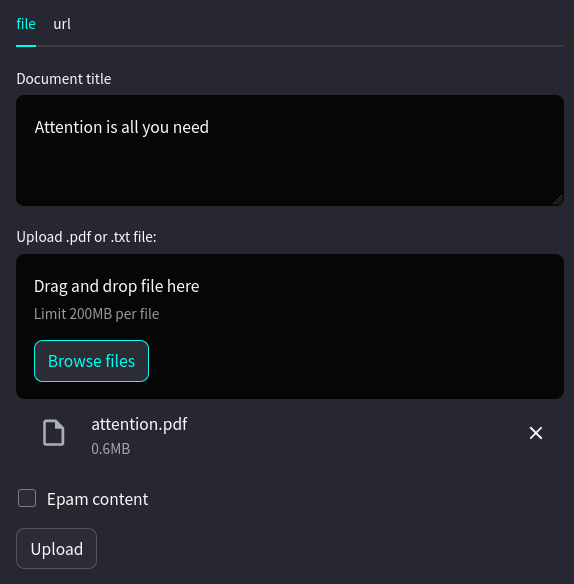 file url
Document title
Attention is all you need
Upload .pdf or .txt file:
Drag and drop file here
Limit 200MB per file
Browse files
attention.pdf
0.6MB
Epam content
Upload